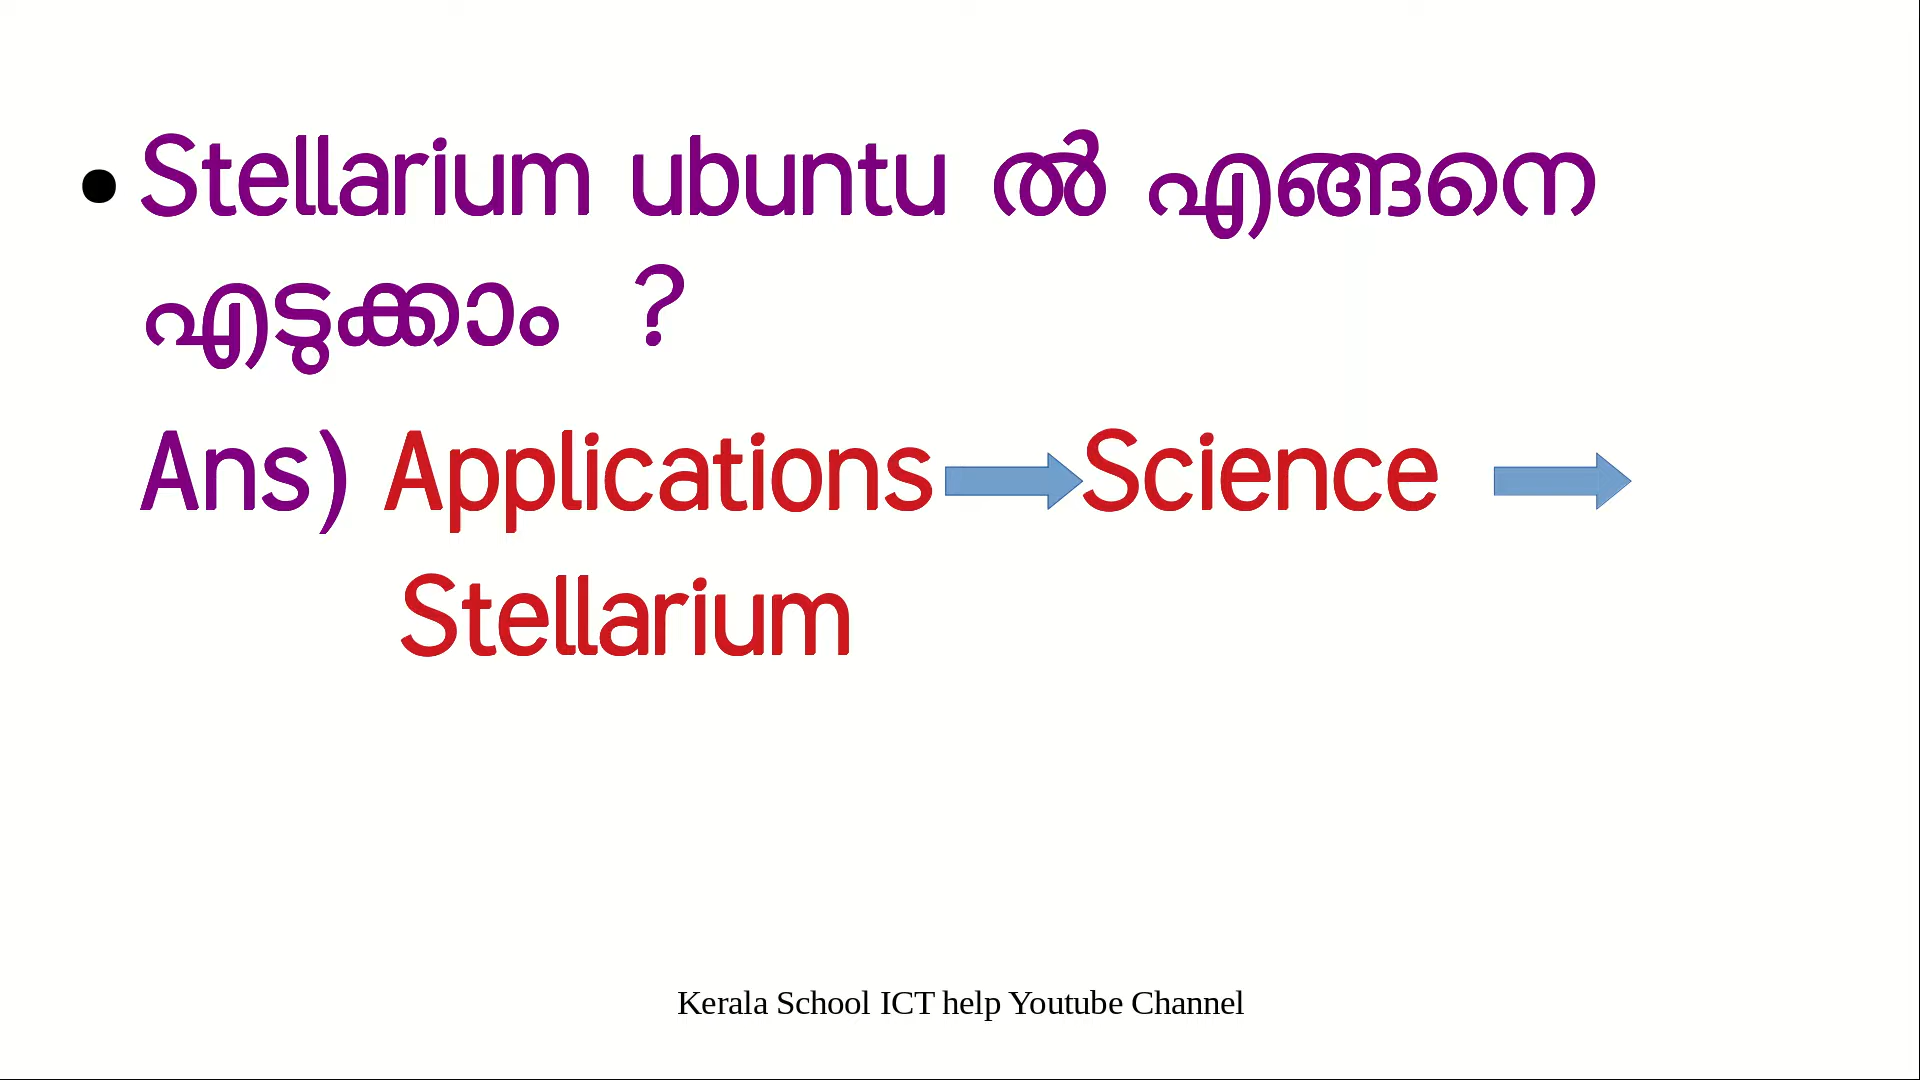 Stellarium ubuntu ൽ എങ്ങനെ
എടുക്കാം ?
Ans) Applications Science
Stellarium
Kerala School ICT help Youtube Channel